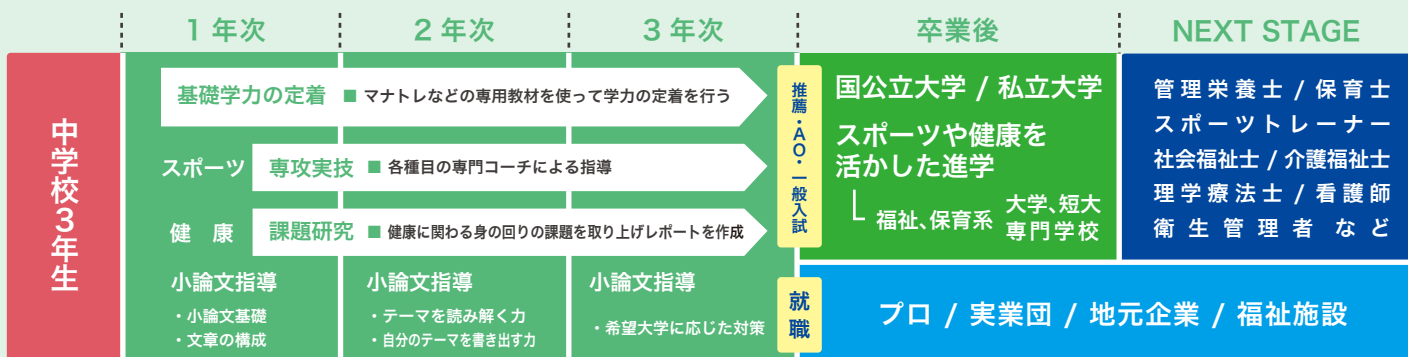 1年次
2年次
3年次
卒業後
NEXT STAGE
中学校3年生
基礎学力の定着 ■ マナトレなどの専用教材を使って学力の定着を行う
スポーツ 専攻実技 ■ 各種目の専門コーチによる指導
健康 課題研究 ■ 健康に関わる身の回りの課題を取り上げレポートを作成
小論文指導
・小論文基礎
・文章の構成
小論文指導
・テーマを読み解く力
・自分のテーマを書き出す力
小論文指導
・希望大学に応じた対策
推薦・AO・一般入試
国公立大学 / 私立大学
スポーツや健康を
活かした進学
福祉、保育系 大学、短大
専門学校
管理栄養士 / 保育士
スポーツトレーナー
社会福祉士 / 介護福祉士
理学療法士 / 看護師
衛生管理者 など
就職
プロ / 実業団 / 地元企業 / 福祉施設